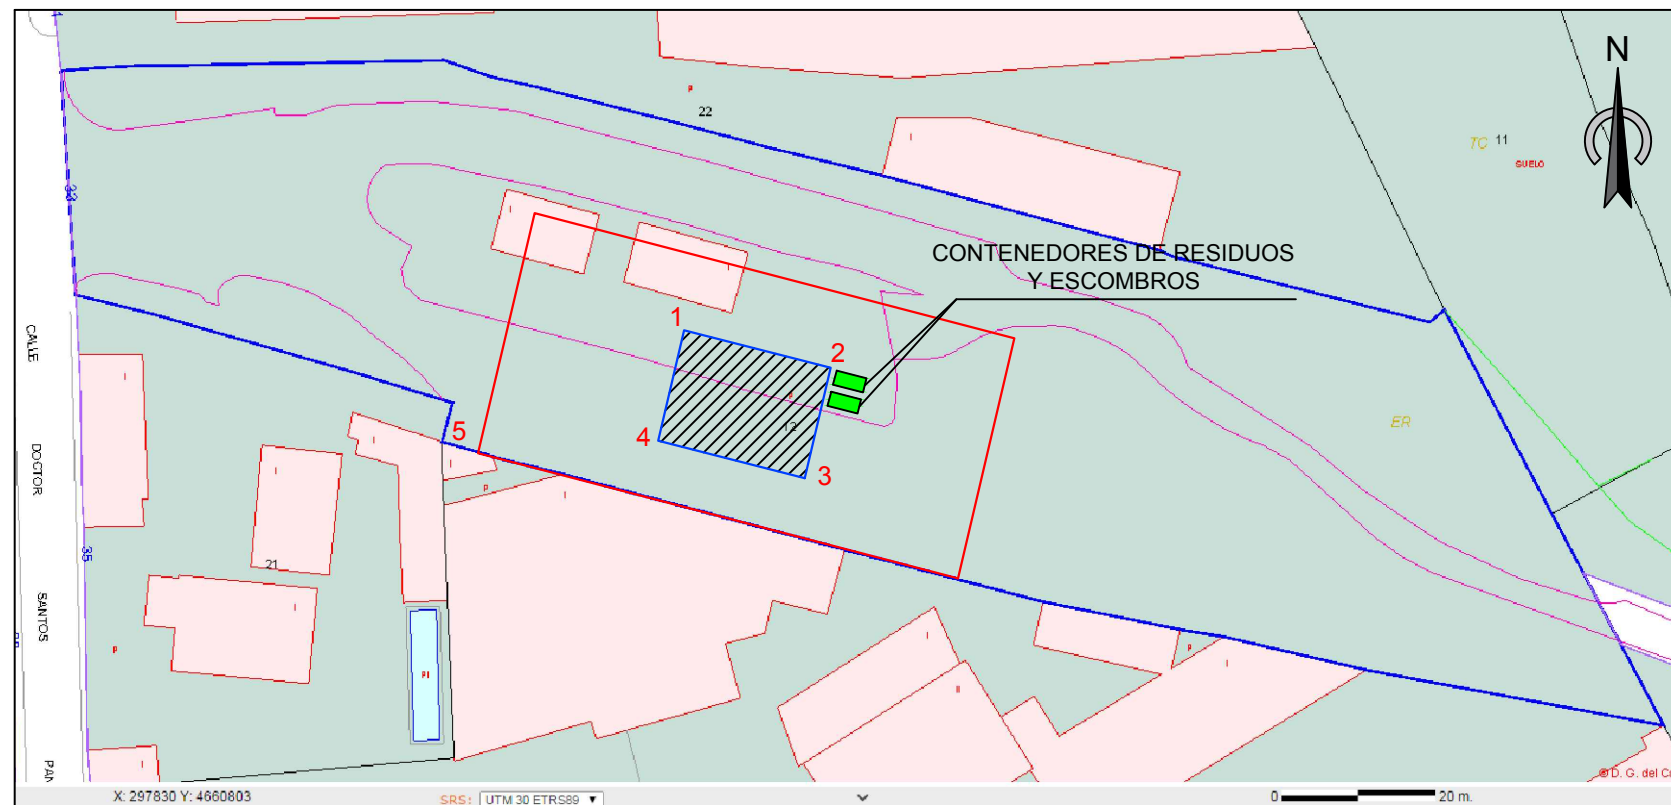 N
P
22
I
TC 11
SUELO
33
I
I
CONTENEDORES DE RESIDUOS
Y ESCOMBROS
1
2
CALLE
I
P
12
ER
I
5
4
DOCTOR
I
I
P
I
3
35
21
SANTOS
I
I
P
I
P
PI
II
I
© D. G. del C
X: 297830 Y: 4660803
SRS: UTM 30 ETRS89
0
20 m.